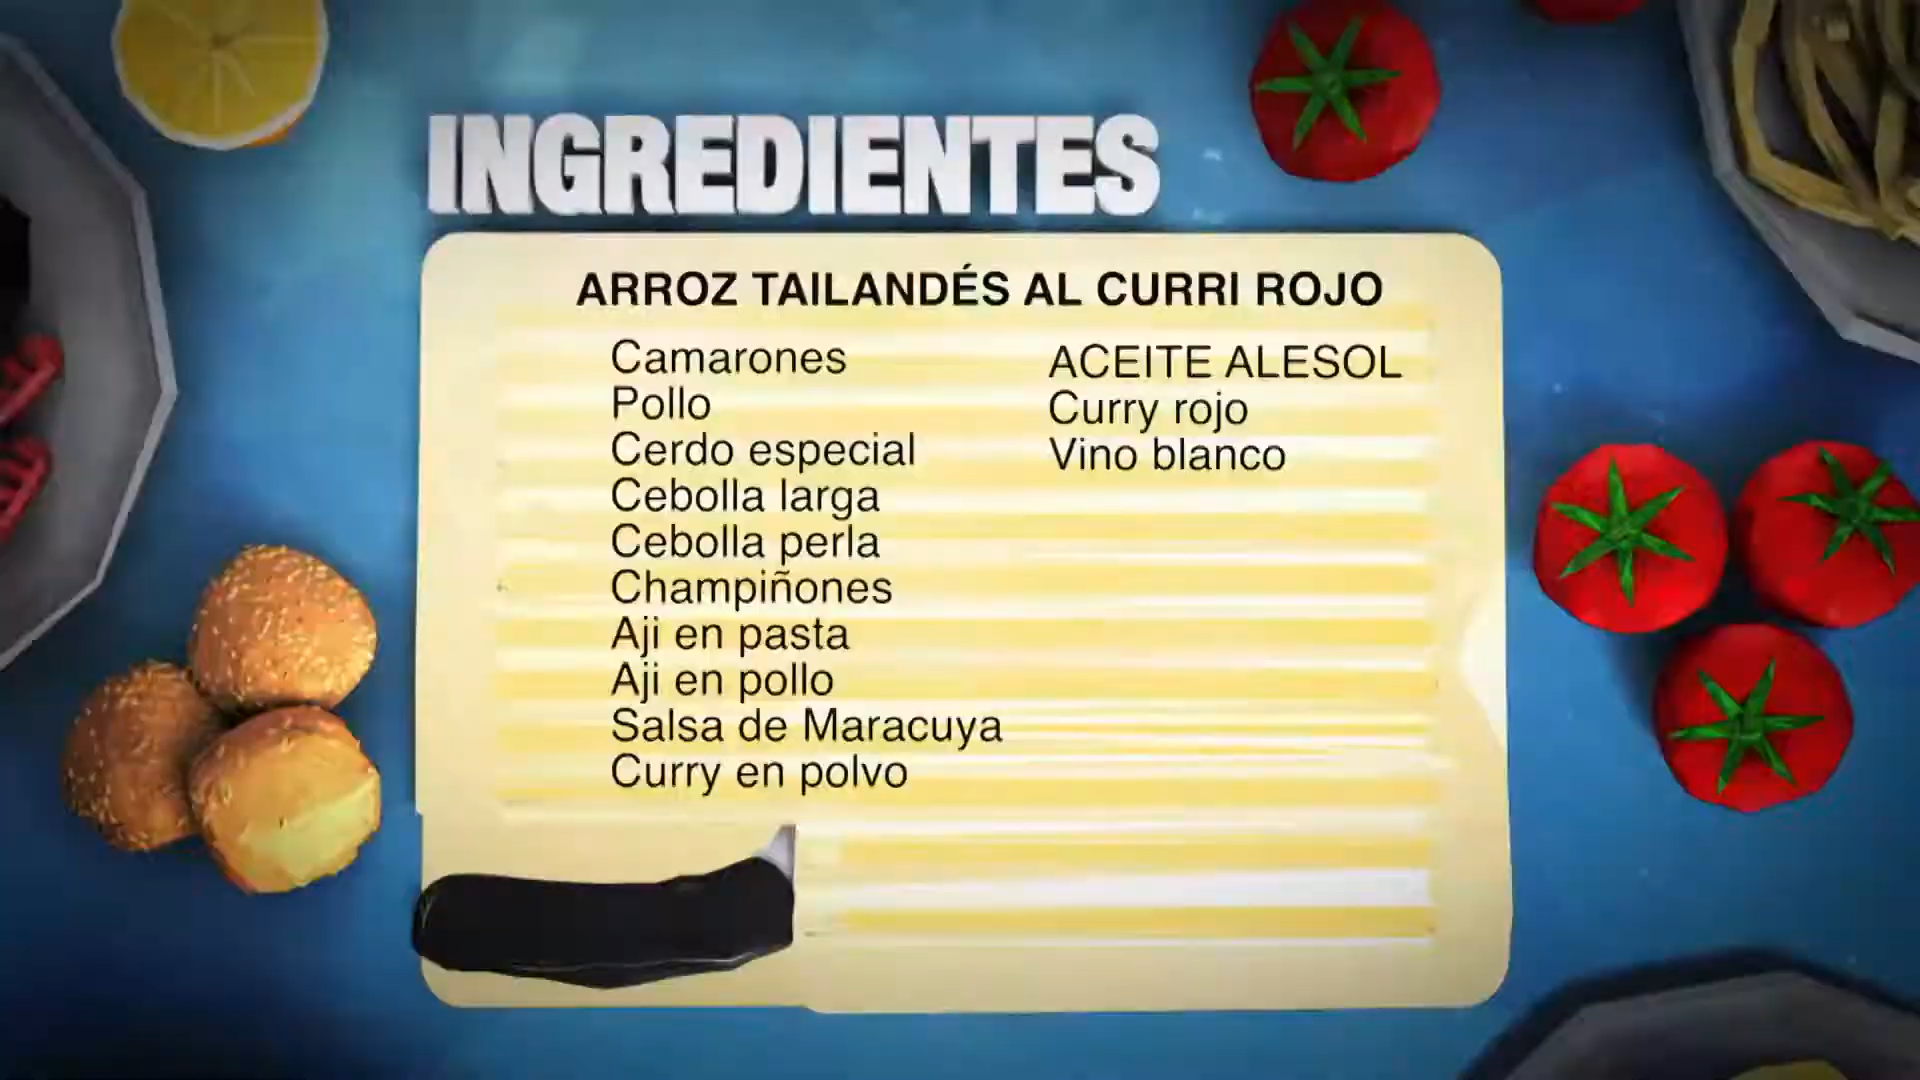 INGREDIENTES
ARROZ TAILANDÉS AL CURRI ROJO
Camarones
Pollo
Cerdo especial
Cebolla larga
Cebolla perla
Champiñones
Aji en pasta
Aji en pollo
Salsa de Maracuya
Curry en polvo
ACEITE ALESOL
Curry rojo
Vino blanco